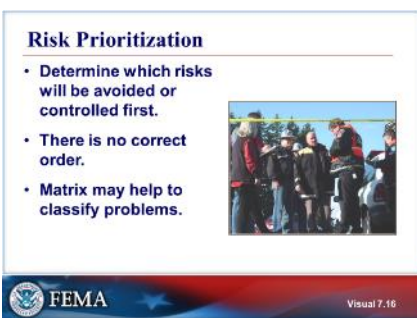 Risk Prioritization
• Determine which risks
will be avoided or
controlled first.
• There is no correct
order.
• Matrix may help to
classify problems.
FEMA
Visual 7.16